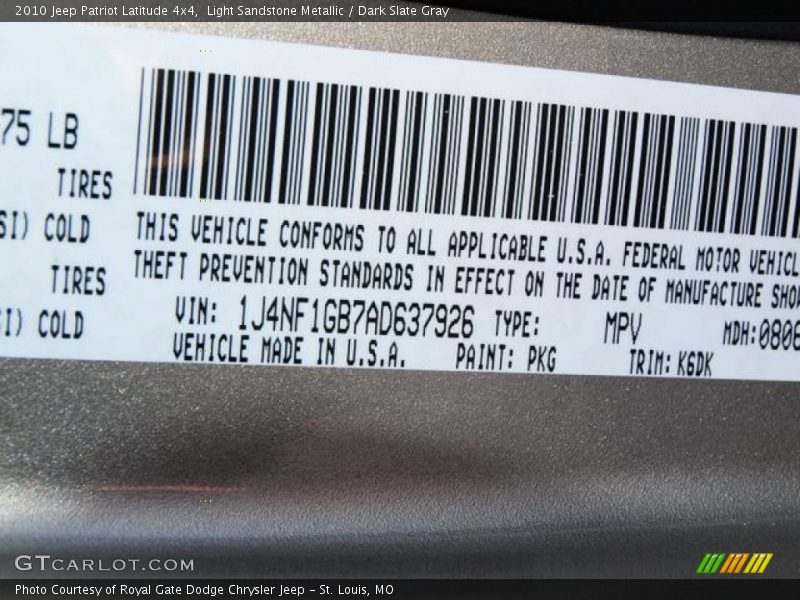 2010 Jeep Patriot Latitude 4x4, Light Sandstone Metallic / Dark Slate Gray
75 LB
TIRES
SI) COLD
TIRES
SI) COLD
THIS VEHICLE CONFORMS TO ALL APPLICABLE U.S.A. FEDERAL MOTOR VEHICL
THEFT PREVENTION STANDARDS IN EFFECT ON THE DATE OF MANUFACTURE SHO
VIN: 1J4NF1GB7AD637926 TYPE: MPV MDH:0806
VEHICLE MADE IN U.S.A. PAINT: PKG TRIM: K6DK
GTCARLOT.COM
Photo Courtesy of Royal Gate Dodge Chrysler Jeep – St. Louis, MO